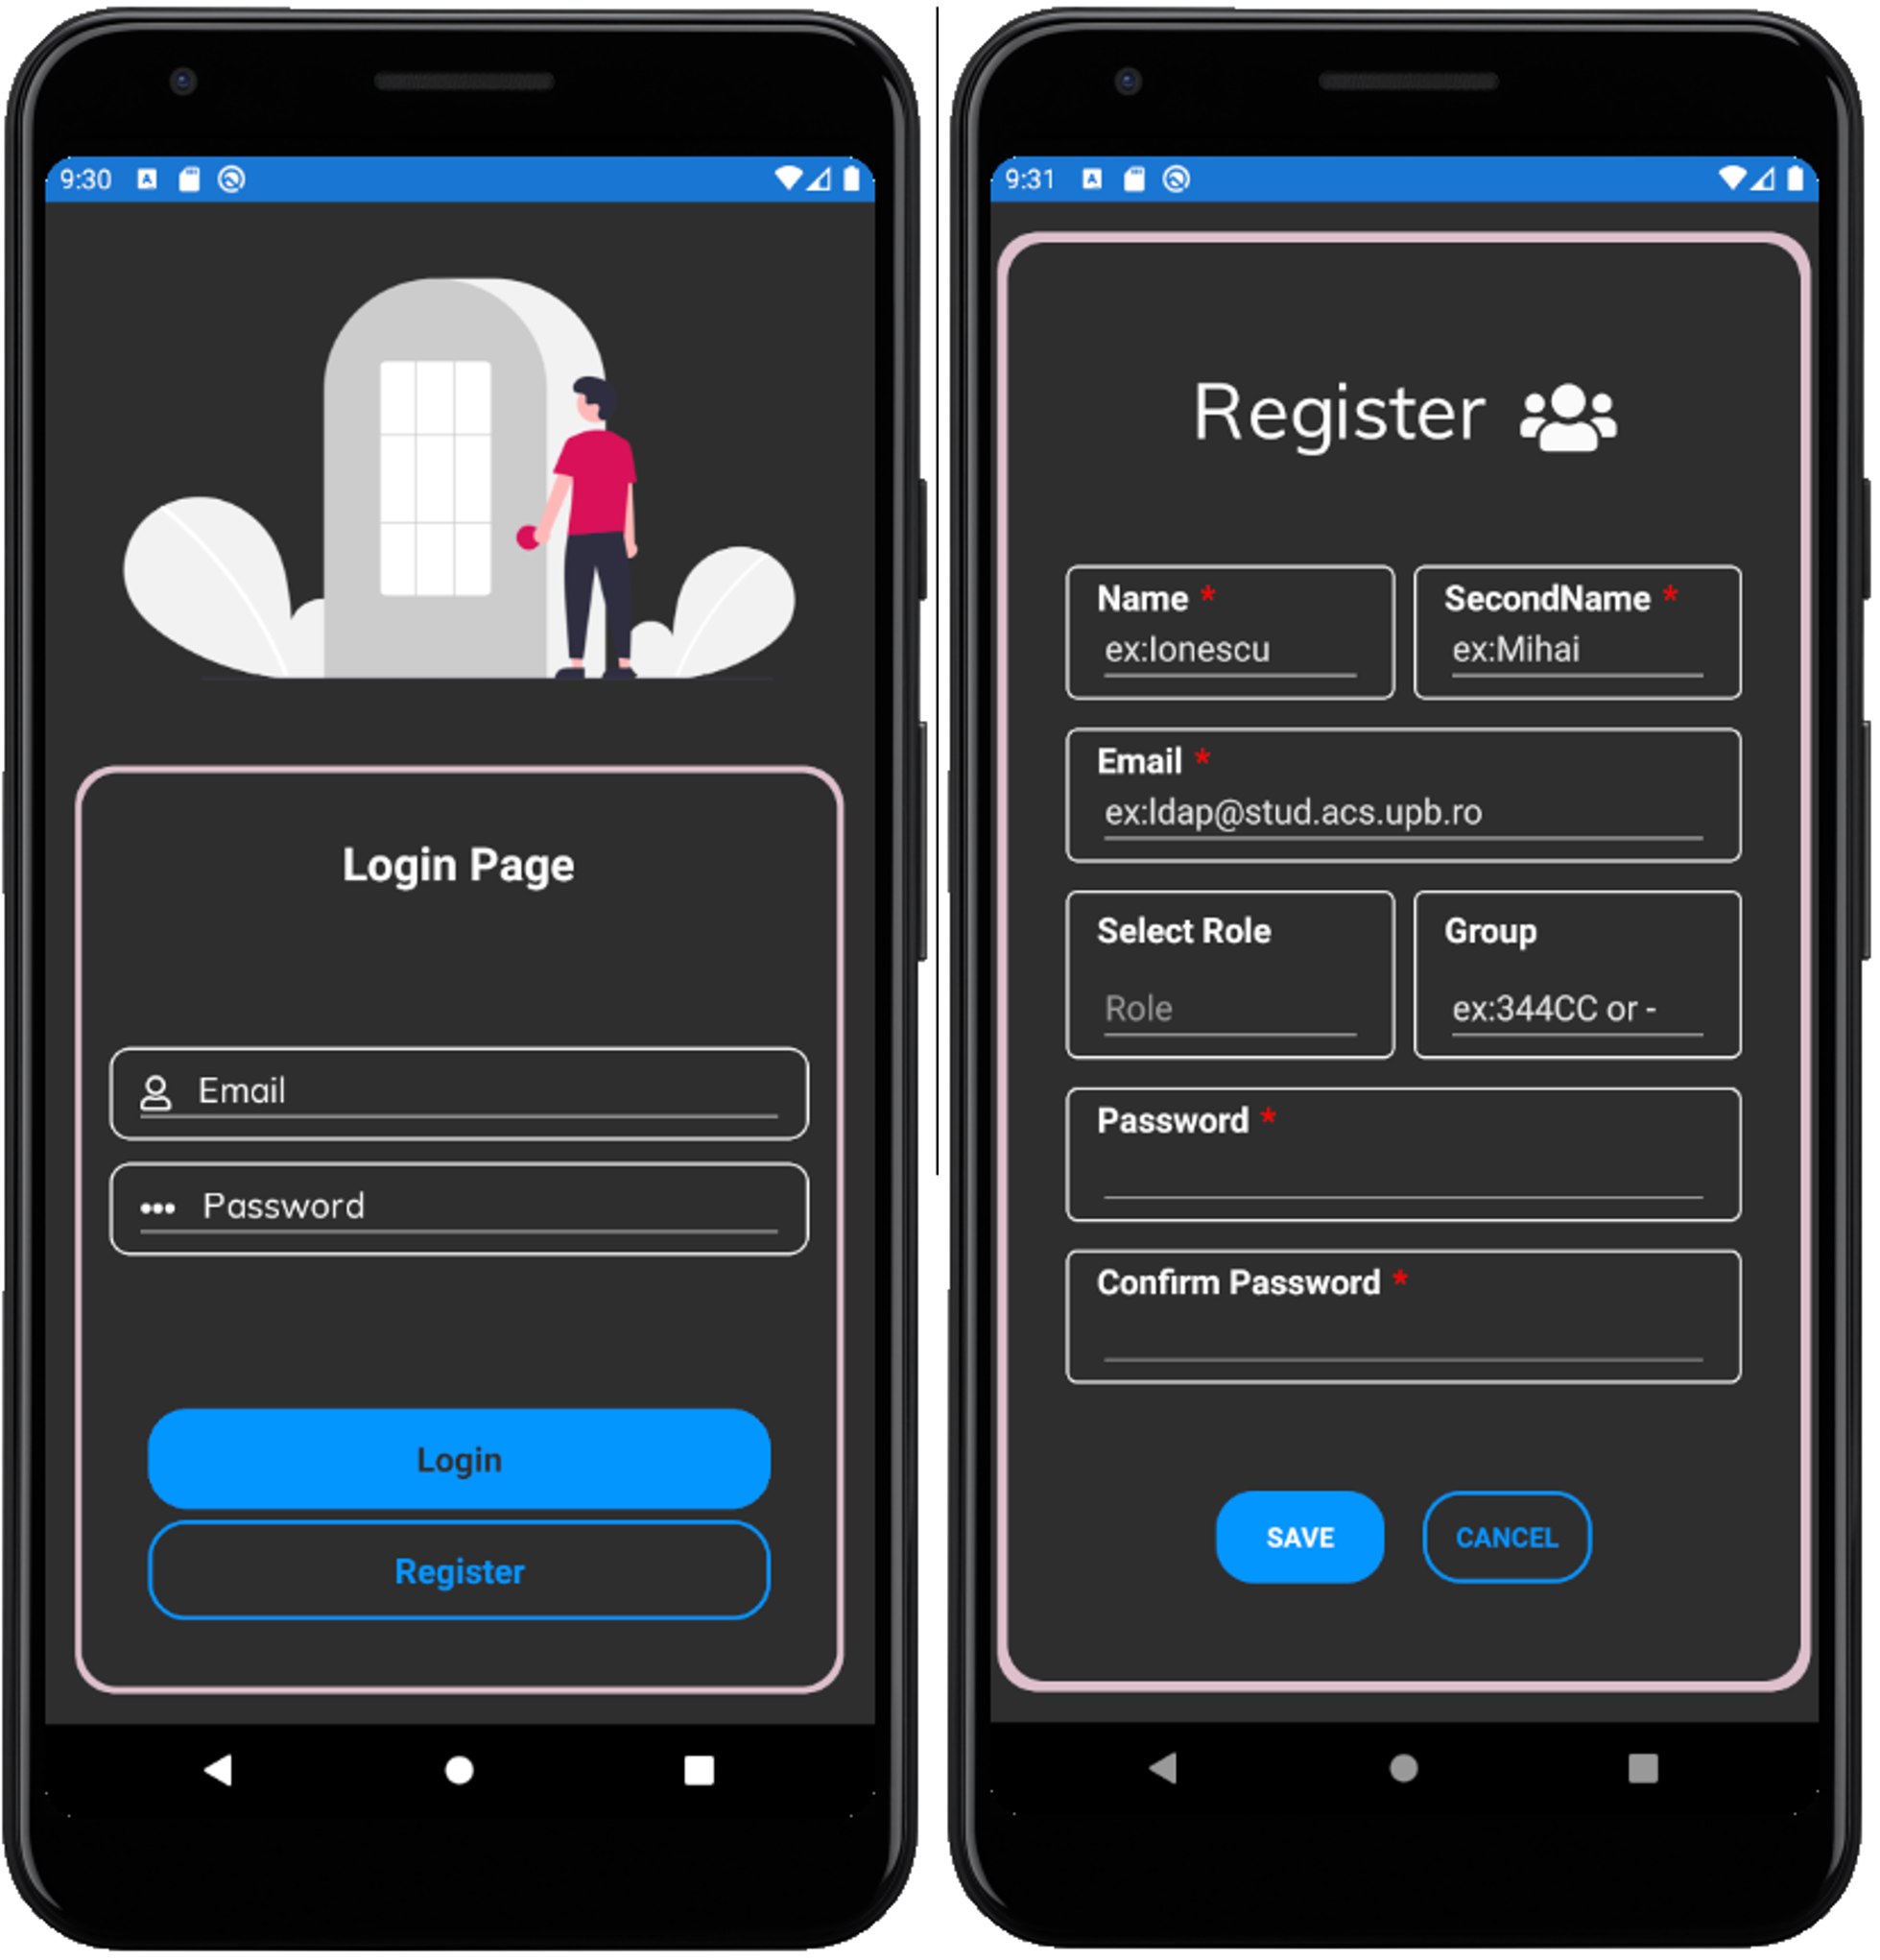 9:30
Login Page
Email
Password
Login
Register
9:31
Register
Name * SecondName *
ex:Ionescu ex:Mihai
Email *
ex:ldap@stud.acs.upb.ro
Select Role Group
Role ex:344CC or -
Password *
Confirm Password *
SAVE CANCEL